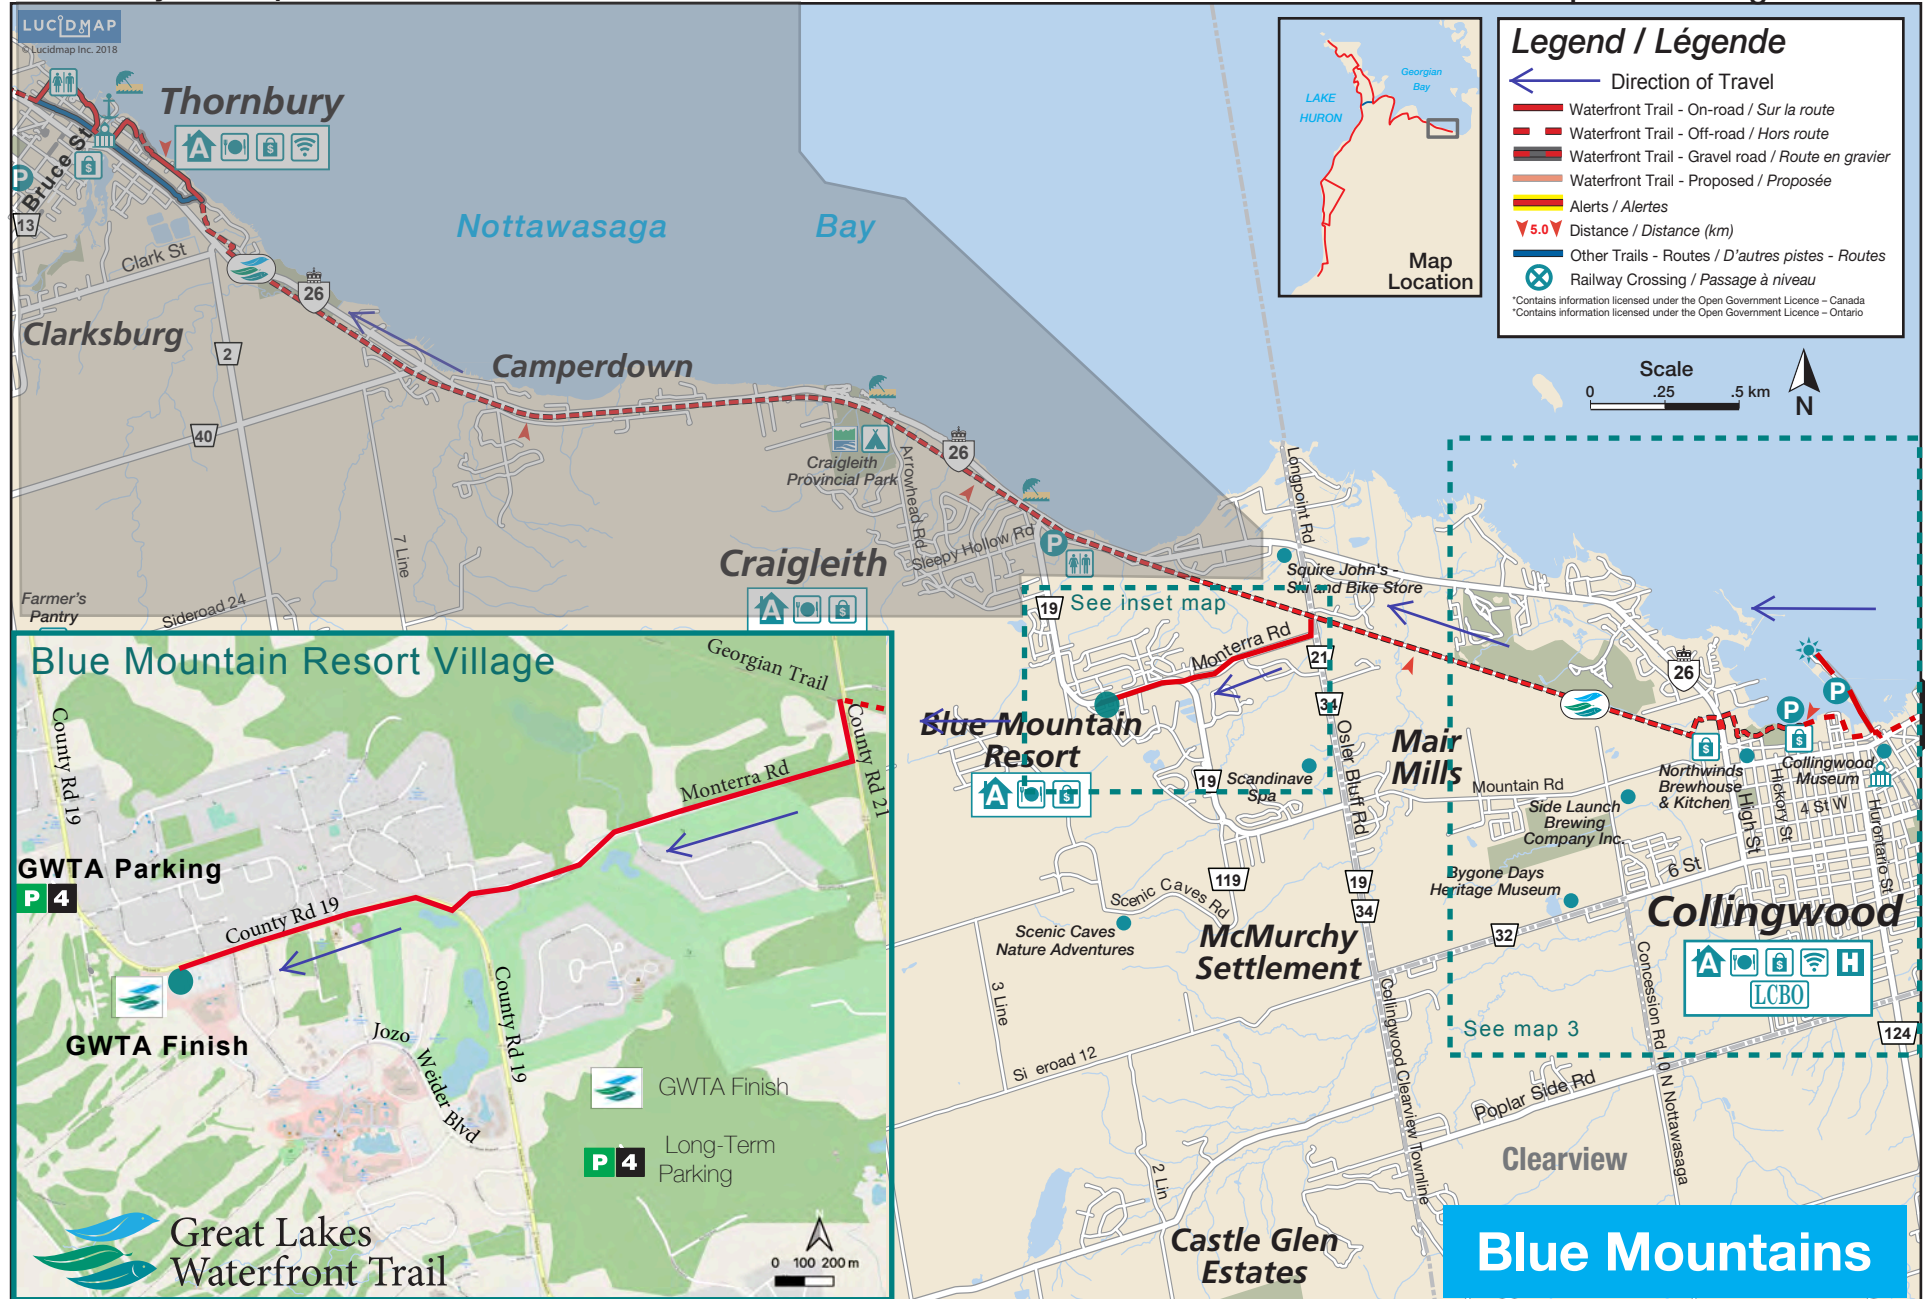 LUCIDMAP
© Lucidmap Inc. 2018
Thornbury
A
$
$
P
Bruce St
13
Clark St
Clarksburg
2
26
40
Nottawasaga Bay
Camperdown
7 Line
Craigleith
Provincial Park
Arrowhead Rd
26
Sleepy Hollow Rd
P
Craigleith
A
$
Farmer's
Pantry
Sideroad 24
LAKE
HURON
Georgian
Bay
Map
Location
Legend / Légende
Direction of Travel
Waterfront Trail - On-road / Sur la route
Waterfront Trail - Off-road / Hors route
Waterfront Trail - Gravel road / Route en gravier
Waterfront Trail - Proposed / Proposée
Alerts / Alertes
5.0 Distance / Distance (km)
Other Trails - Routes / D'autres pistes - Routes
Railway Crossing / Passage à niveau
*Contains information licensed under the Open Government Licence – Canada
*Contains information licensed under the Open Government Licence – Ontario
Scale
0 .25 .5 km
N
Longpoint Rd
Squire John's -
Ski and Bike Store
19
See inset map
Monterra Rd
21
34
Osler Bluff Rd
Blue Mountain
Resort
A
$
19
Scandinave
Spa
Mair
Mills
26
P
P
$
$
Northwinds
Brewhouse
& Kitchen
Collingwood
Museum
Mountain Rd
Side Launch
Brewing
Company Inc.
High St
Hickory St
4 St W
Hurontario St
6 St
Bygone Days
Heritage Museum
119
19
34
32
Scenic Caves Rd
Scenic Caves
Nature Adventures
McMurchy
Settlement
Collingwood
A
$
H
LCBO
3 Line
Si eroad 12
Collingwood Clearview Townline
Concession Rd 10 N Nottawasaga
See map 3
124
Poplar Side Rd
2 Lin
Clearview
Castle Glen
Estates
Blue Mountains
Blue Mountain Resort Village
Georgian Trail
County Rd 19
County Rd 21
Monterra Rd
GWTA Parking
P 4
County Rd 19
GWTA Finish
Jozo Weider Blvd
County Rd 19
GWTA Finish
P 4
Long-Term
Parking
Great Lakes
Waterfront Trail
0 100 200 m
N